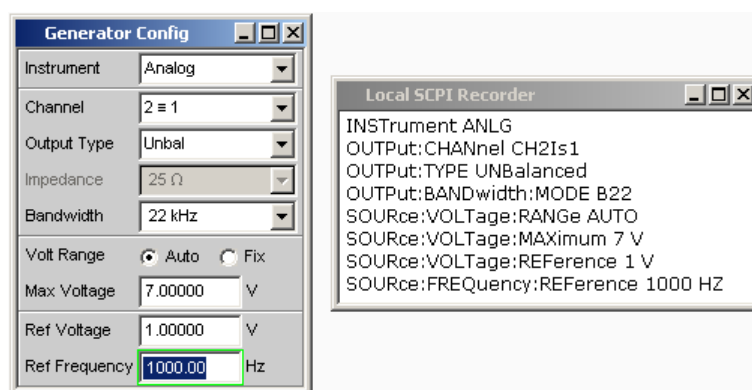 Generator Config
Instrument Analog
Channel 2 ≡ 1
Output Type Unbal
Impedance 25 Ω
Bandwidth 22 kHz
Volt Range Auto Fix
Max Voltage 7.00000 V
Ref Voltage 1.00000 V
Ref Frequency 1000.00 Hz
Local SCPI Recorder
INSTrument ANLG
OUTPut:CHANnel CH2Is1
OUTPut:TYPE UNBalanced
OUTPut:BANDwidth:MODE B22
SOURce:VOLTage:RANGe AUTO
SOURce:VOLTage:MAXimum 7 V
SOURce:VOLTage:REFerence 1 V
SOURce:FREQuency:REFerence 1000 HZ